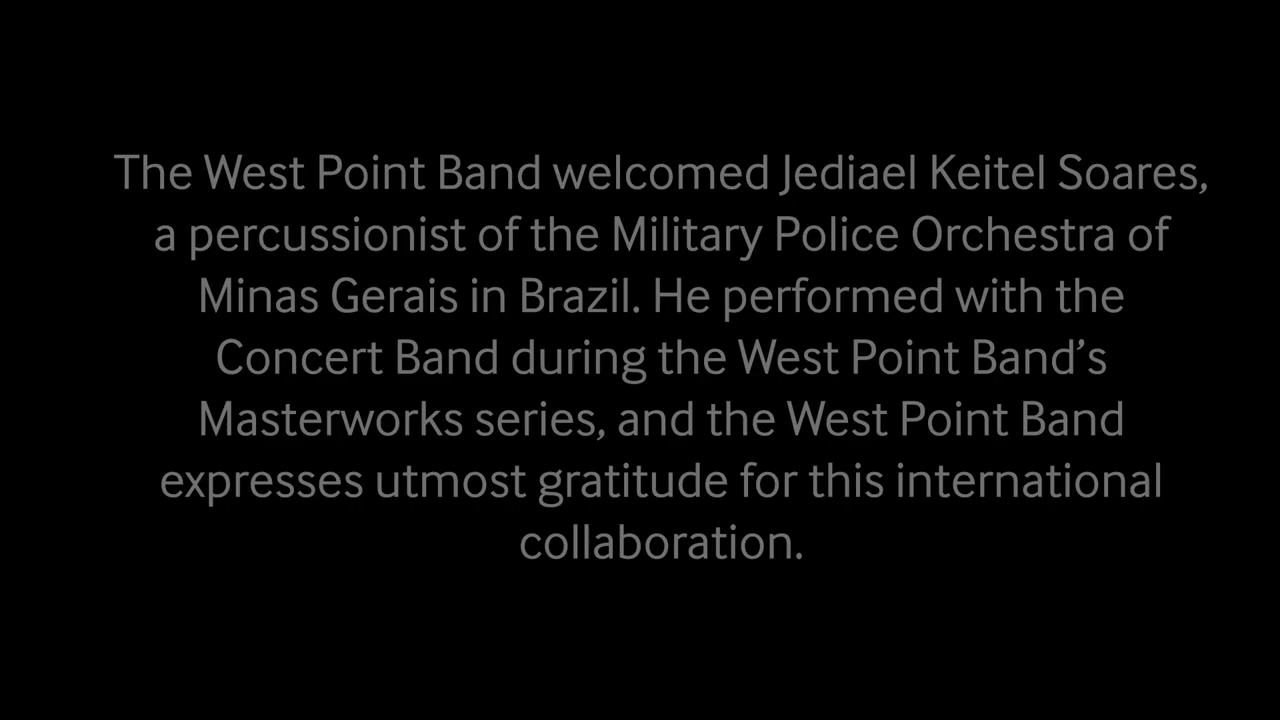 The West Point Band welcomed Jediael Keitel Soares,
a percussionist of the Military Police Orchestra of
Minas Gerais in Brazil. He performed with the
Concert Band during the West Point Band’s
Masterworks series, and the West Point Band
expresses utmost gratitude for this international
collaboration.